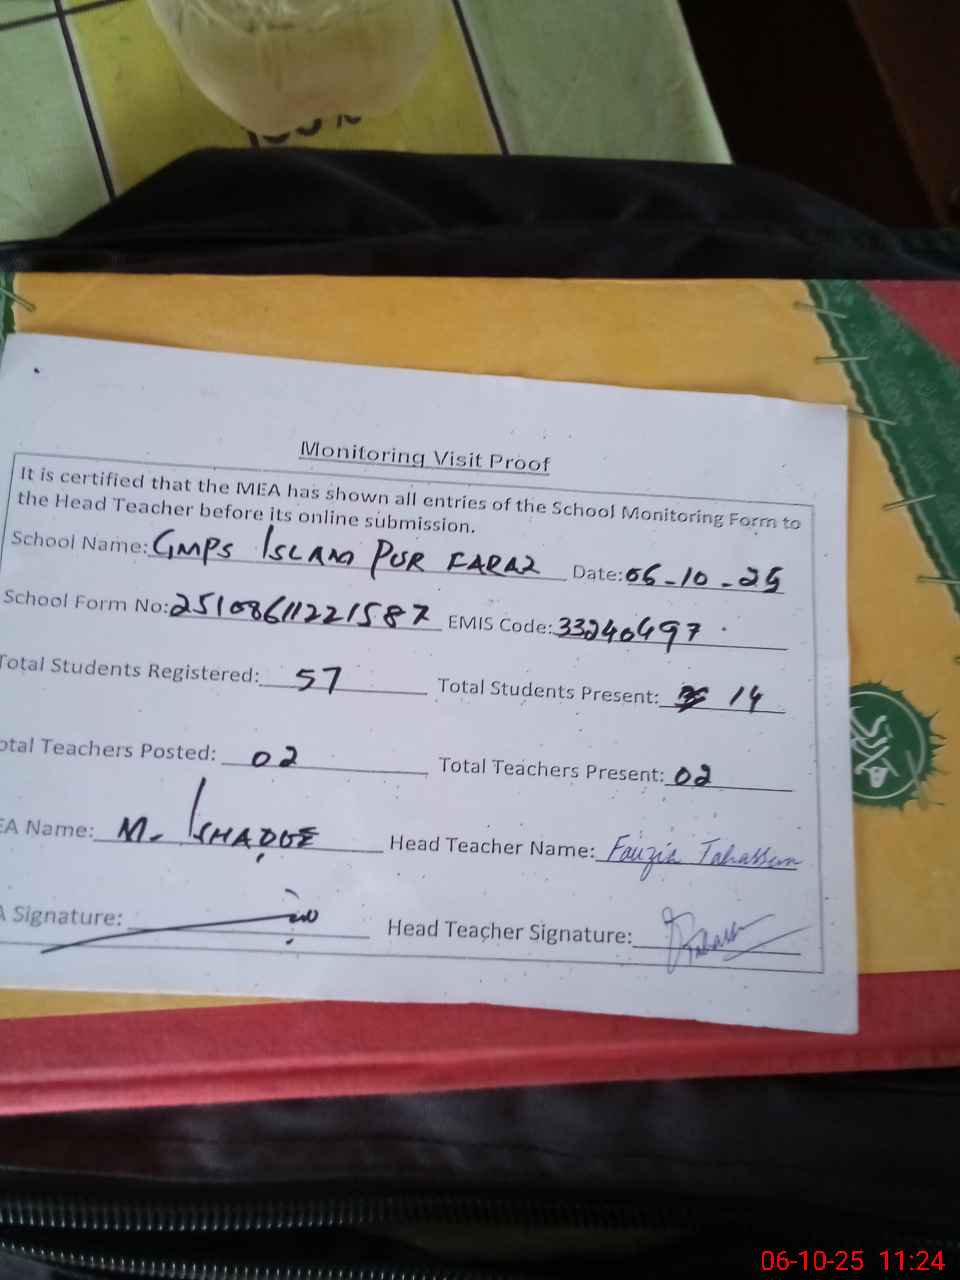 Monitoring Visit Proof
It is certified that the MEA has shown all entries of the School Monitoring Form to
the Head Teacher before its online submission.
School Name: GMPS ISLAM PUR FARAZ Date: 06-10-25
School Form No: 25108611221587 EMIS Code: 33240497
Total Students Registered: 57 Total Students Present: 14
otal Teachers Posted: 02 Total Teachers Present: 02
EA Name: M. ISHAQUE Head Teacher Name: Fauzia Tabassum
A Signature: Head Teacher Signature:
06-10-25 11:24